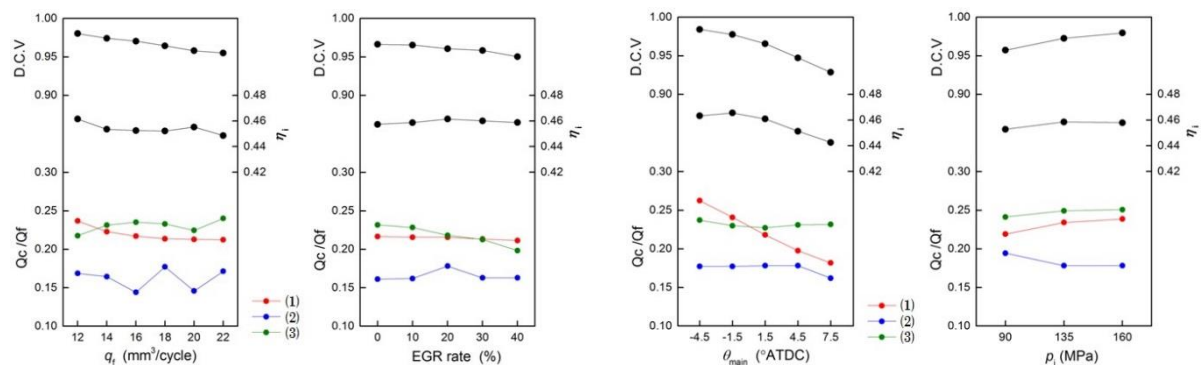 1.00
0.95
0.90
D.C.V
0.48
0.46
0.44
0.42
η_i
0.30
0.25
0.20
0.15
0.10
Qc /Qf
12 14 16 18 20 22
q_f (mm³/cycle)
(1)
(2)
(3)
1.00
0.95
0.90
D.C.V
0.48
0.46
0.44
0.42
η_i
0.30
0.25
0.20
0.15
0.10
Qc /Qf
0 10 20 30 40
EGR rate (%)
1.00
0.95
0.90
D.C.V
0.48
0.46
0.44
0.42
η_i
0.30
0.25
0.20
0.15
0.10
Qc /Qf
-4.5 -1.5 1.5 4.5 7.5
θ_main (°ATDC)
(1)
(2)
(3)
1.00
0.95
0.90
D.C.V
0.48
0.46
0.44
0.42
η_i
0.30
0.25
0.20
0.15
0.10
Qc /Qf
90 135 160
p_i (MPa)